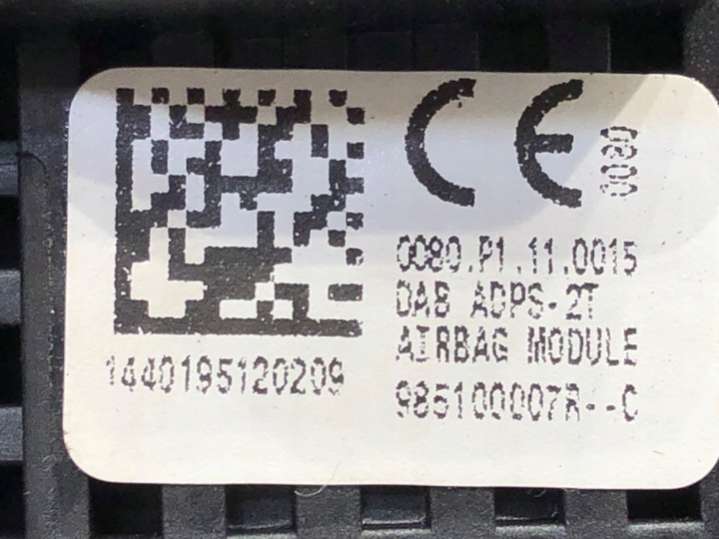 CE
0080
0080.P1.11.0015
DAB ADPS-2T
AIRBAG MODULE
985100007R--C
1440195120209